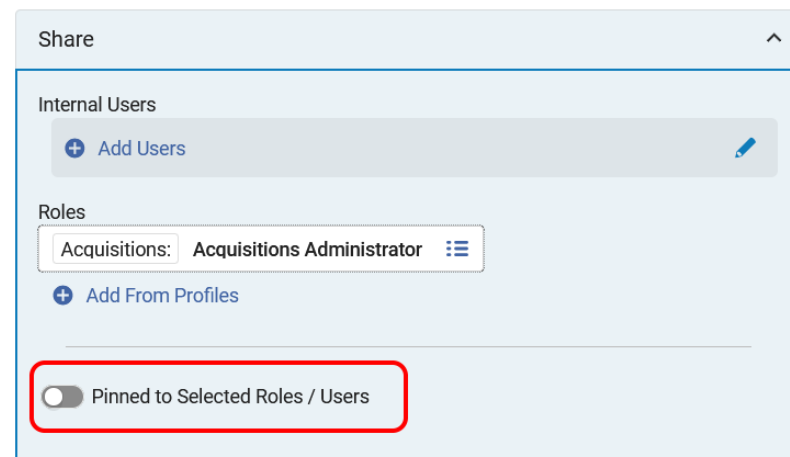 Share
Internal Users
Add Users
Roles
Acquisitions: Acquisitions Administrator
Add From Profiles
Pinned to Selected Roles / Users